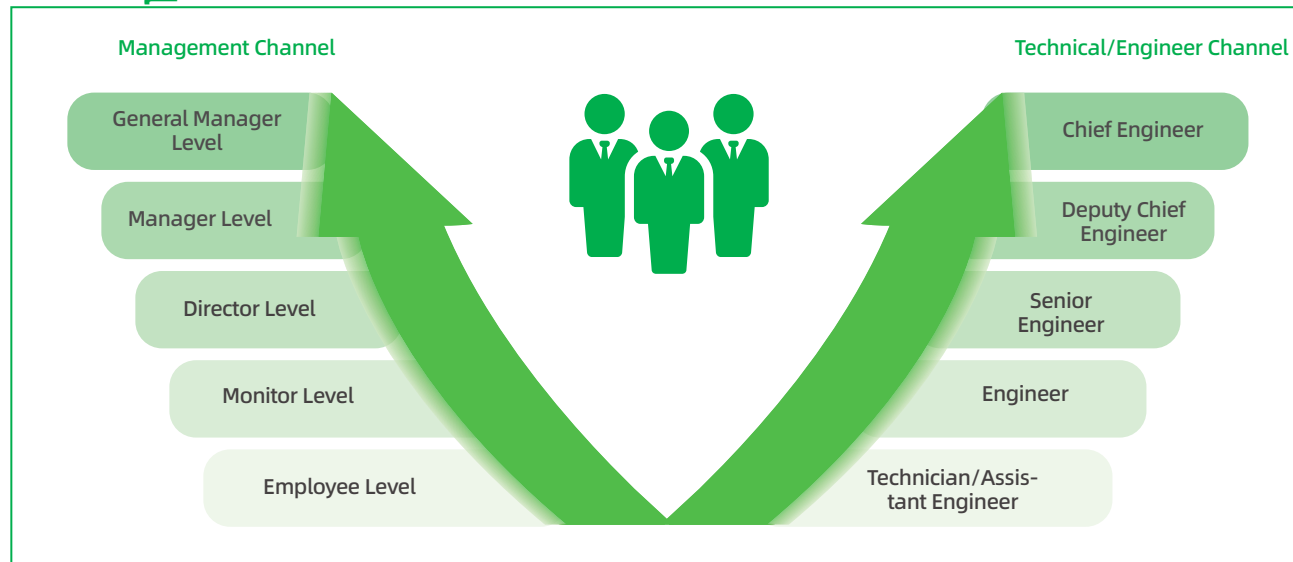 Management Channel
Technical/Engineer Channel
General Manager
Level
Chief Engineer
Manager Level
Deputy Chief
Engineer
Director Level
Senior
Engineer
Monitor Level
Engineer
Employee Level
Technician/Assis-
tant Engineer